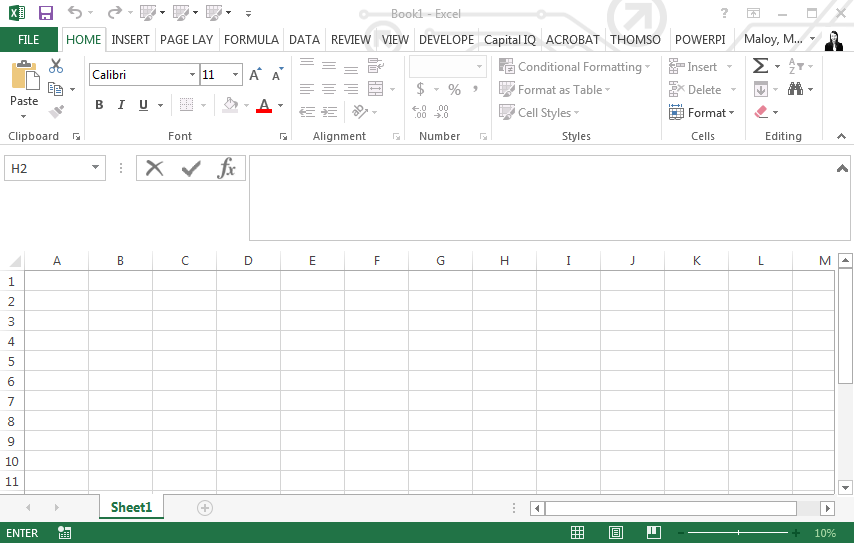 Book1 - Excel ?
FILE HOME INSERT PAGE LAY FORMULA DATA REVIEW VIEW DEVELOPE Capital IQ ACROBAT THOMSO POWERPI Maloy, M...
Calibri 11 Conditional Formatting Insert Σ A Z
Paste B I U A $ % , Format as Table Delete
Cell Styles Format
Clipboard Font Alignment Number Styles Cells Editing
H2 fx
A B C D E F G H I J K L M
1
2
3
4
5
6
7
8
9
10
11
Sheet1
ENTER 10%